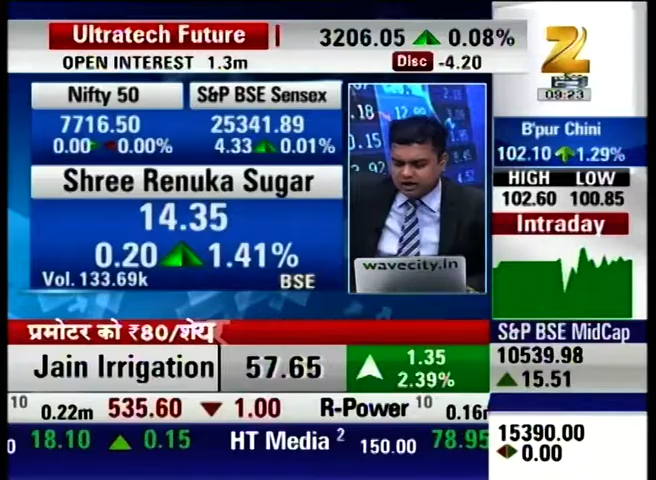 Ultratech Future
3206.05 0.08%
OPEN INTEREST 1.3m
Disc -4.20
09:23
Nifty 50
7716.50
0.00 0.00%
S&P BSE Sensex
25341.89
4.33 0.01%
Shree Renuka Sugar
14.35
0.20 1.41%
Vol. 133.69k
BSE
wavecity.in
B'pur Chini
102.10 1.29%
HIGH LOW
102.60 100.85
Intraday
प्रमोटर को ₹80/शेय
Jain Irrigation
57.65
1.35
2.39%
S&P BSE MidCap
10539.98
15.51
10 0.22m 535.60 1.00 R-Power 10 0.16
0 18.10 0.15 HT Media 2 150.00 78.95
15390.00
0.00